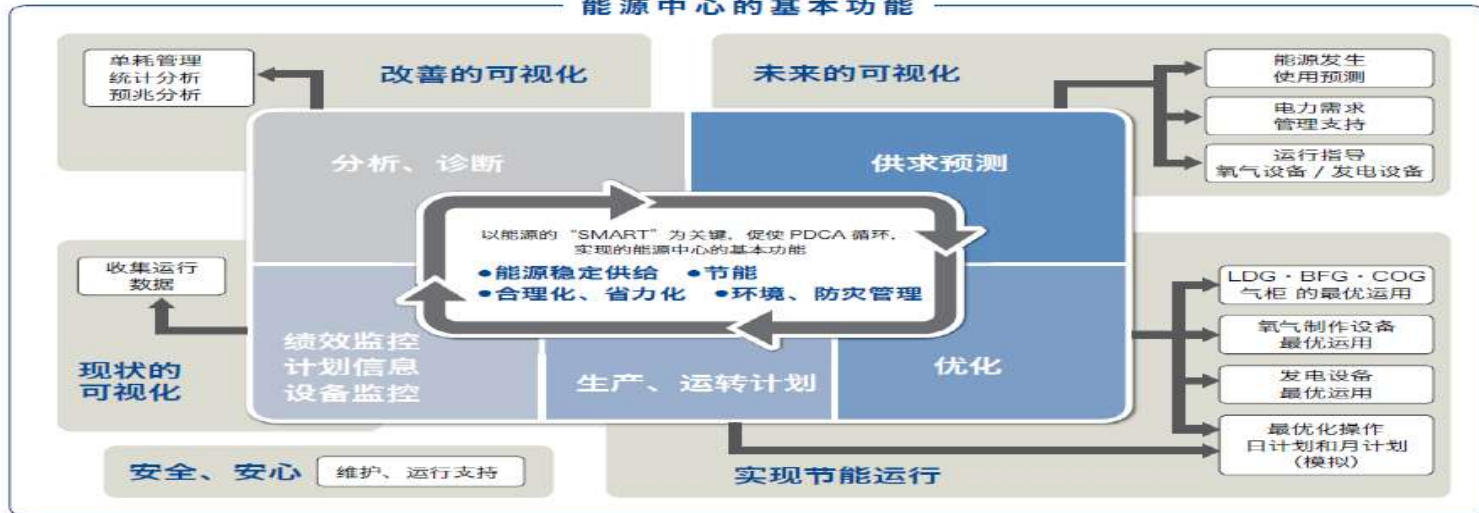 能源中心的基本功能
单耗管理
统计分析
预兆分析
改善的可视化
未来的可视化
能源发生
使用预测
电力需求
管理支持
运行指导
氧气设备 / 发电设备
分析、诊断
供求预测
以能源的“SMART”为关键，促使 PDCA 循环，
实现的能源中心的基本功能
●能源稳定供给 ●节能
●合理化、省力化 ●环境、防灾管理
收集运行
数据
现状的
可视化
绩效监控
计划信息
设备监控
生产、运转计划
优化
LDG・BFG・COG
气柜 的最优运用
氧气制作设备
最优运用
发电设备
最优运用
最优化操作
日计划和月计划
（模拟）
安全、安心
维护、运行支持
实现节能运行